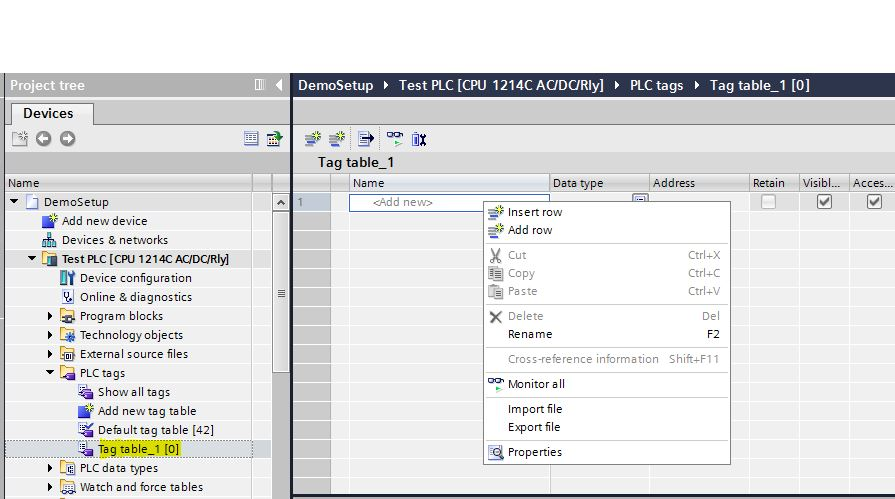 Project tree
DemoSetup Test PLC [CPU 1214C AC/DC/Rly] PLC tags Tag table_1 [0]
Devices
Tag table_1
Name
Name Data type Address Retain Visibl... Acces...
DemoSetup
1 <Add new>
Add new device
Devices & networks
Test PLC [CPU 1214C AC/DC/Rly]
Device configuration
Online & diagnostics
Program blocks
Technology objects
External source files
PLC tags
Show all tags
Add new tag table
Default tag table [42]
Tag table_1 [0]
PLC data types
Watch and force tables
Insert row
Add row
Cut Ctrl+X
Copy Ctrl+C
Paste Ctrl+V
Delete Del
Rename F2
Cross-reference information Shift+F11
Monitor all
Import file
Export file
Properties